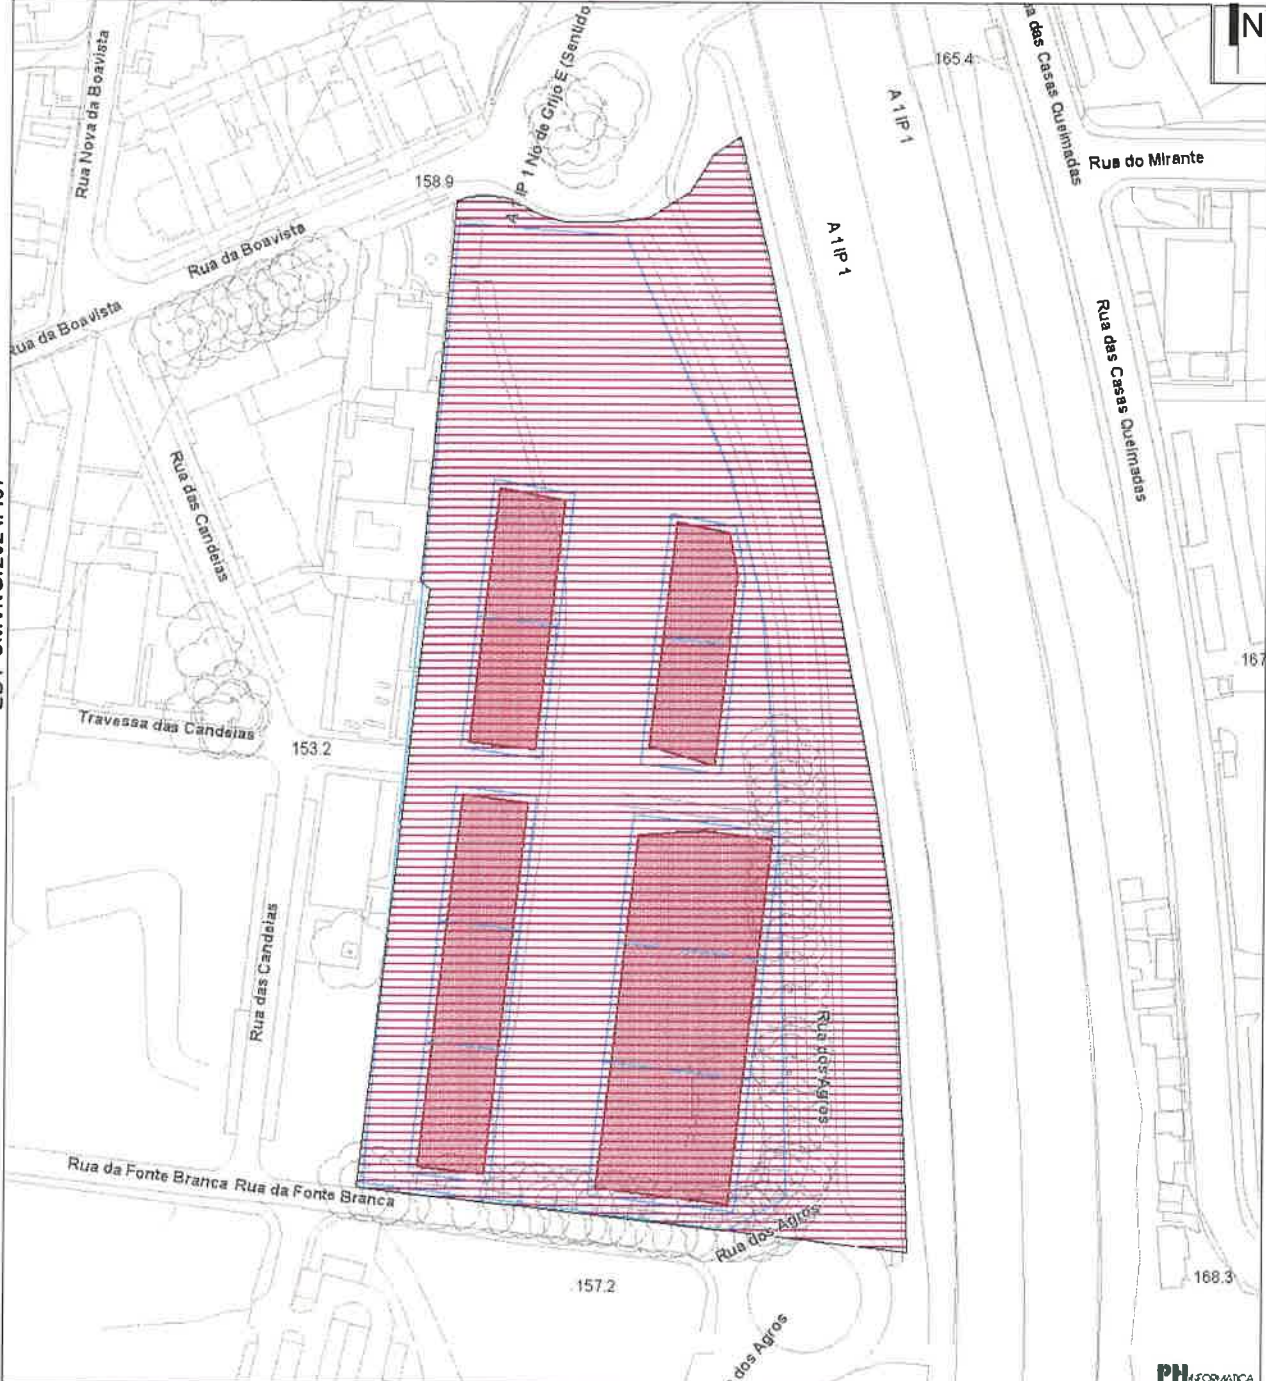 N
Rua Nova da Boavista
A 1 IP 1 Nó de Grijo E (Sentido
165.4
A 1 IP 1
das Casas Queimadas
Rua do Mirante
158.9
Rua da Boavista
A 1 IP 1
Rua da Boavista
Rua das Casas Queimadas
Rua das Candeias
167
Travessa das Candeias
153.2
Rua das Candeias
Rua dos Agros
Rua da Fonte Branca Rua da Fonte Branca
Rua dos Agros
157.2
168.3
dos Agros
PH INFORMÁTICA